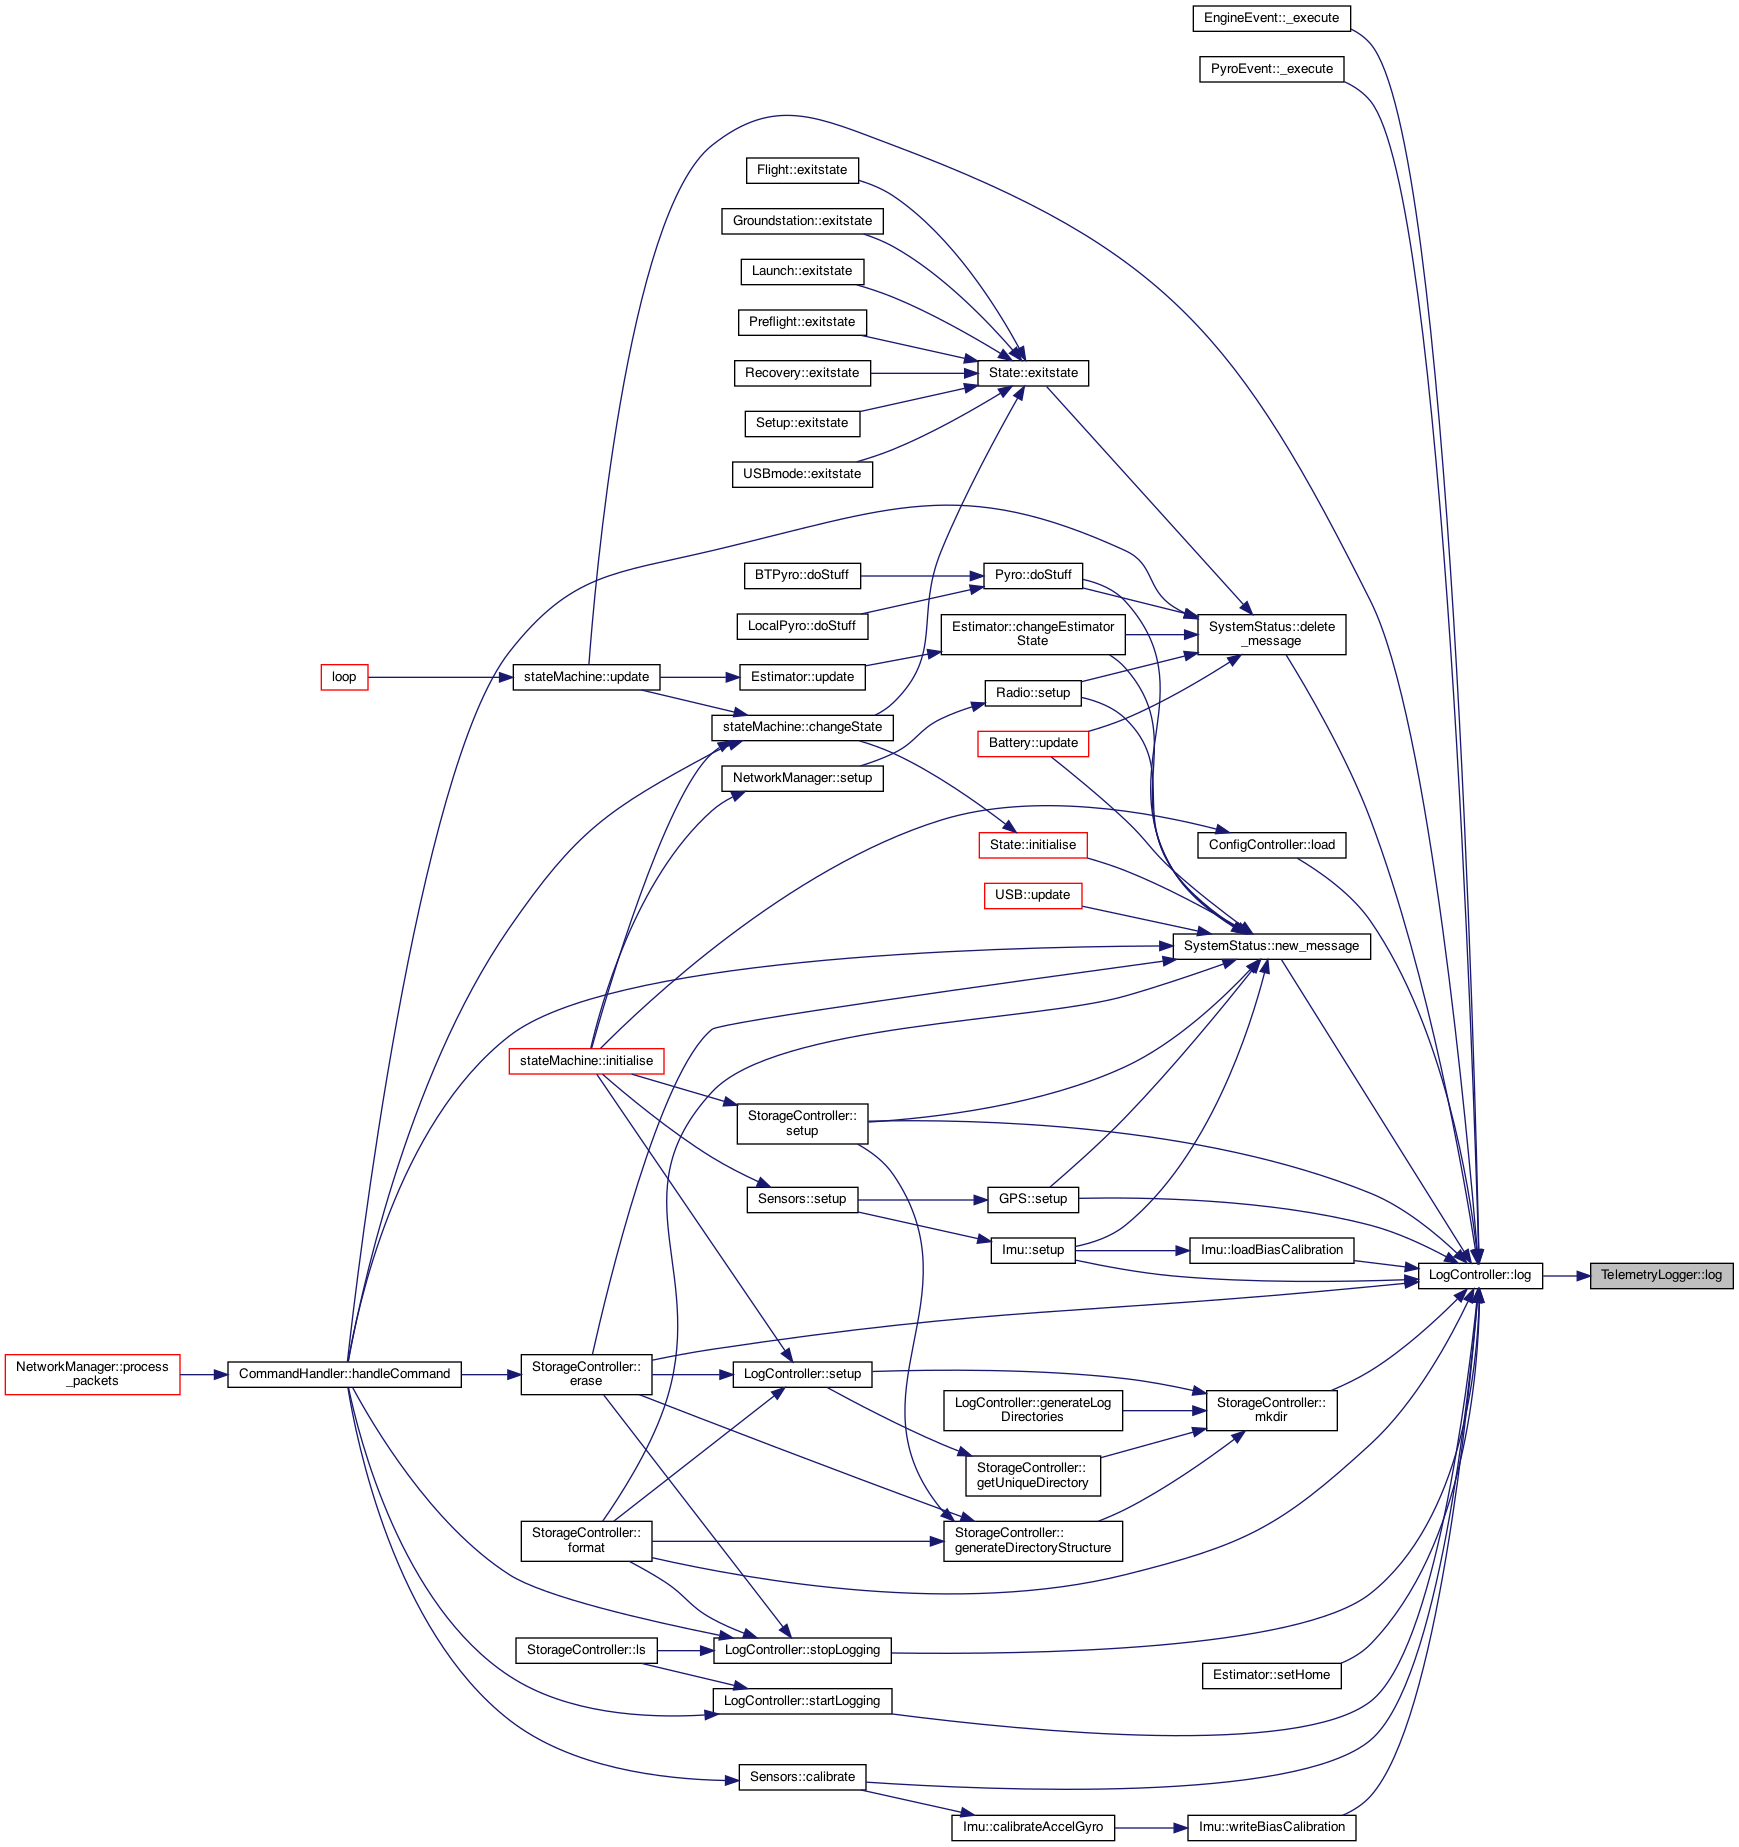 EngineEvent::_execute
PyroEvent::_execute
Flight::exitstate
Groundstation::exitstate
Launch::exitstate
Preflight::exitstate
Recovery::exitstate
State::exitstate
Setup::exitstate
USBmode::exitstate
BTPyro::doStuff
Pyro::doStuff
LocalPyro::doStuff
Estimator::changeEstimator
State
SystemStatus::delete
_message
loop
stateMachine::update
Estimator::update
Radio::setup
stateMachine::changeState
Battery::update
NetworkManager::setup
State::initialise
ConfigController::load
USB::update
SystemStatus::new_message
stateMachine::initialise
StorageController::
setup
Sensors::setup
GPS::setup
Imu::setup
Imu::loadBiasCalibration
LogController::log
TelemetryLogger::log
NetworkManager::process
_packets
CommandHandler::handleCommand
StorageController::
erase
LogController::setup
LogController::generateLog
Directories
StorageController::
mkdir
StorageController::
getUniqueDirectory
StorageController::
format
StorageController::
generateDirectoryStructure
StorageController::ls
LogController::stopLogging
Estimator::setHome
LogController::startLogging
Sensors::calibrate
Imu::calibrateAccelGyro
Imu::writeBiasCalibration